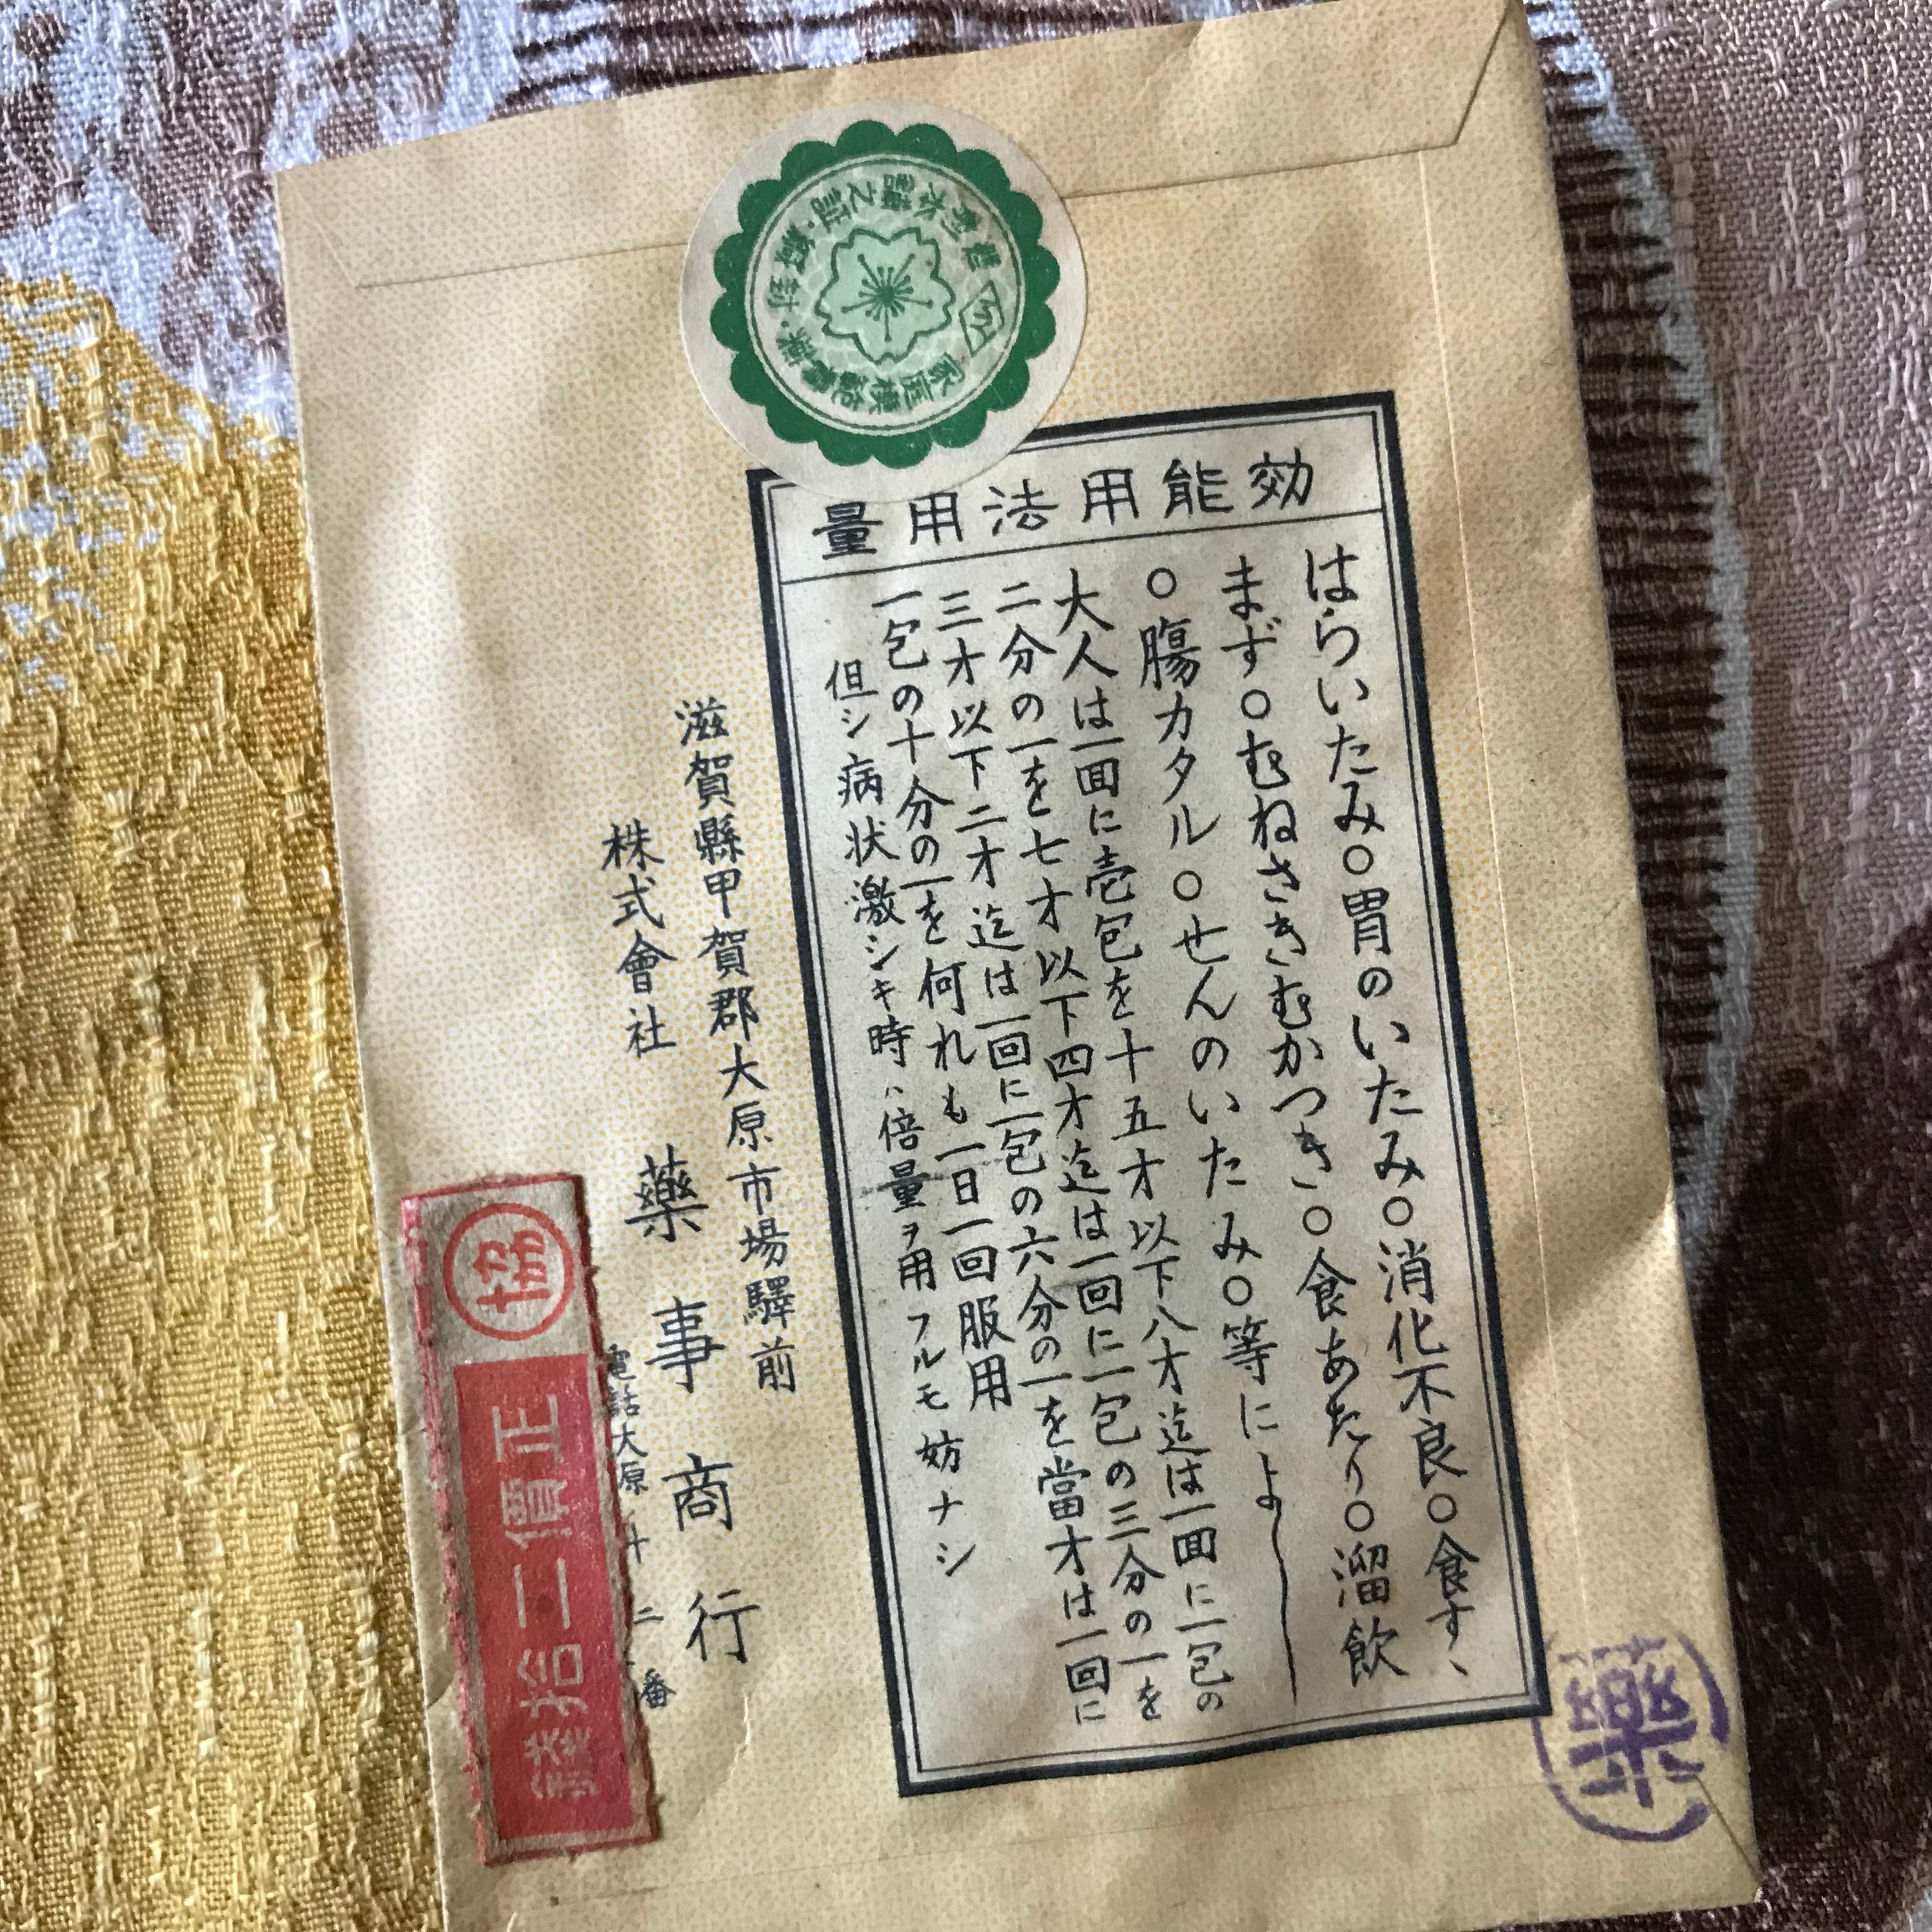 効能用法用量
はらいたみ○胃のいたみ○消化不良○食すゝ
まず○むねさきむかつき○食あたり○溜飲
○腸カタル○せんのいたみ○等によし
大人は一回に壱包を十五才以下八才迄は一回に一包の
二分の一を七才以下四才迄は一回に一包の三分の一を
三才以下二才迄は一回に一包の六分の一を當才は一回に
一包の十分の一を何れも一日一回服用
但シ病状激シキ時ハ倍量ヲ用フルモ妨ナシ
滋賀縣甲賀郡大原市場驛前
株式會社 藥事商行
電話大原 十二番
協
正價二拾錢
藥